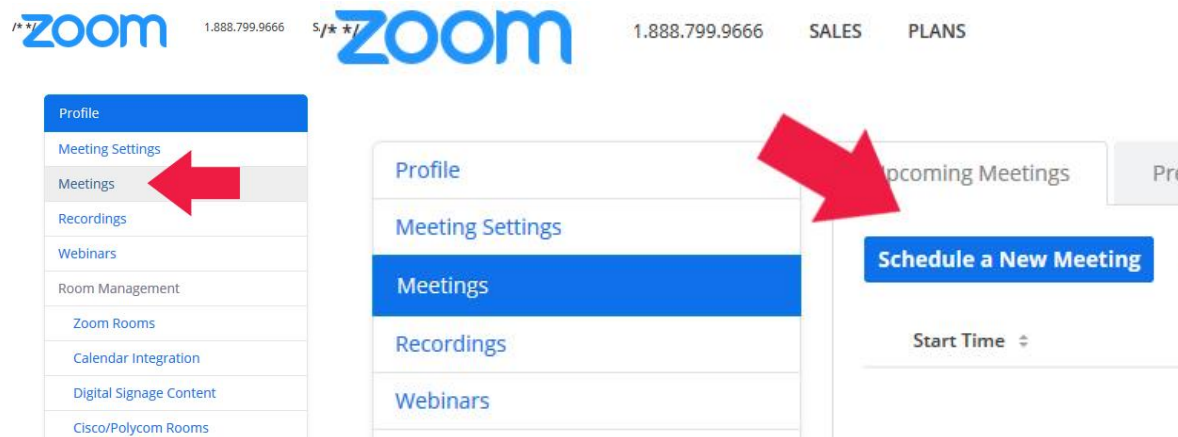 /* */
zoom
1.888.799.9666
S
Profile
Meeting Settings
Meetings
Recordings
Webinars
Room Management
Zoom Rooms
Calendar Integration
Digital Signage Content
Cisco/Polycom Rooms
/* */
zoom
1.888.799.9666 SALES PLANS
Profile
Meeting Settings
Meetings
Recordings
Webinars
pcoming Meetings
Pre
Schedule a New Meeting
Start Time